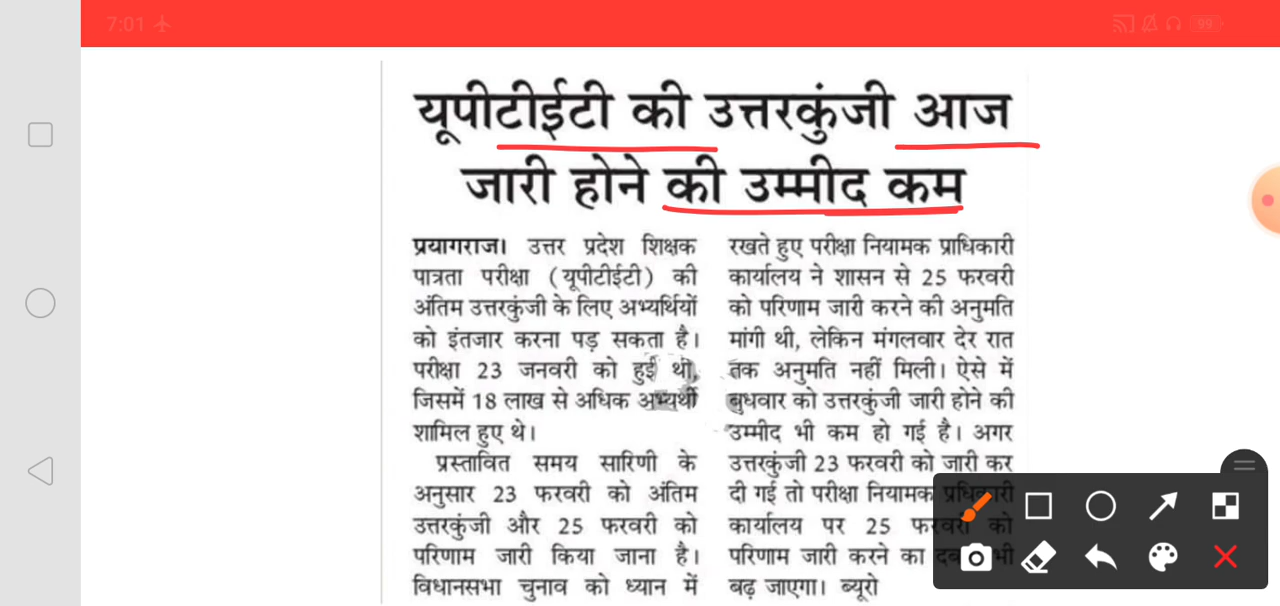 7:01
99
यूपीटीईटी की उत्तरकुंजी आज
जारी होने की उम्मीद कम
प्रयागराज। उत्तर प्रदेश शिक्षक
पात्रता परीक्षा (यूपीटीईटी) की
अंतिम उत्तरकुंजी के लिए अभ्यर्थियों
को इंतजार करना पड़ सकता है।
परीक्षा 23 जनवरी को हुई थी,
जिसमें 18 लाख से अधिक अभ्यर्थी
शामिल हुए थे।
प्रस्तावित समय सारिणी के
अनुसार 23 फरवरी को अंतिम
उत्तरकुंजी और 25 फरवरी को
परिणाम जारी किया जाना है।
विधानसभा चुनाव को ध्यान में
रखते हुए परीक्षा नियामक प्राधिकारी
कार्यालय ने शासन से 25 फरवरी
को परिणाम जारी करने की अनुमति
मांगी थी, लेकिन मंगलवार देर रात
तक अनुमति नहीं मिली। ऐसे में
बुधवार को उत्तरकुंजी जारी होने की
उम्मीद भी कम हो गई है। अगर
उत्तरकुंजी 23 फरवरी को जारी कर
दी गई तो परीक्षा नियामक प्राधिकारी
कार्यालय पर 25 फरवरी को
परिणाम जारी करने का भी
बढ़ जाएगा। ब्यूरो